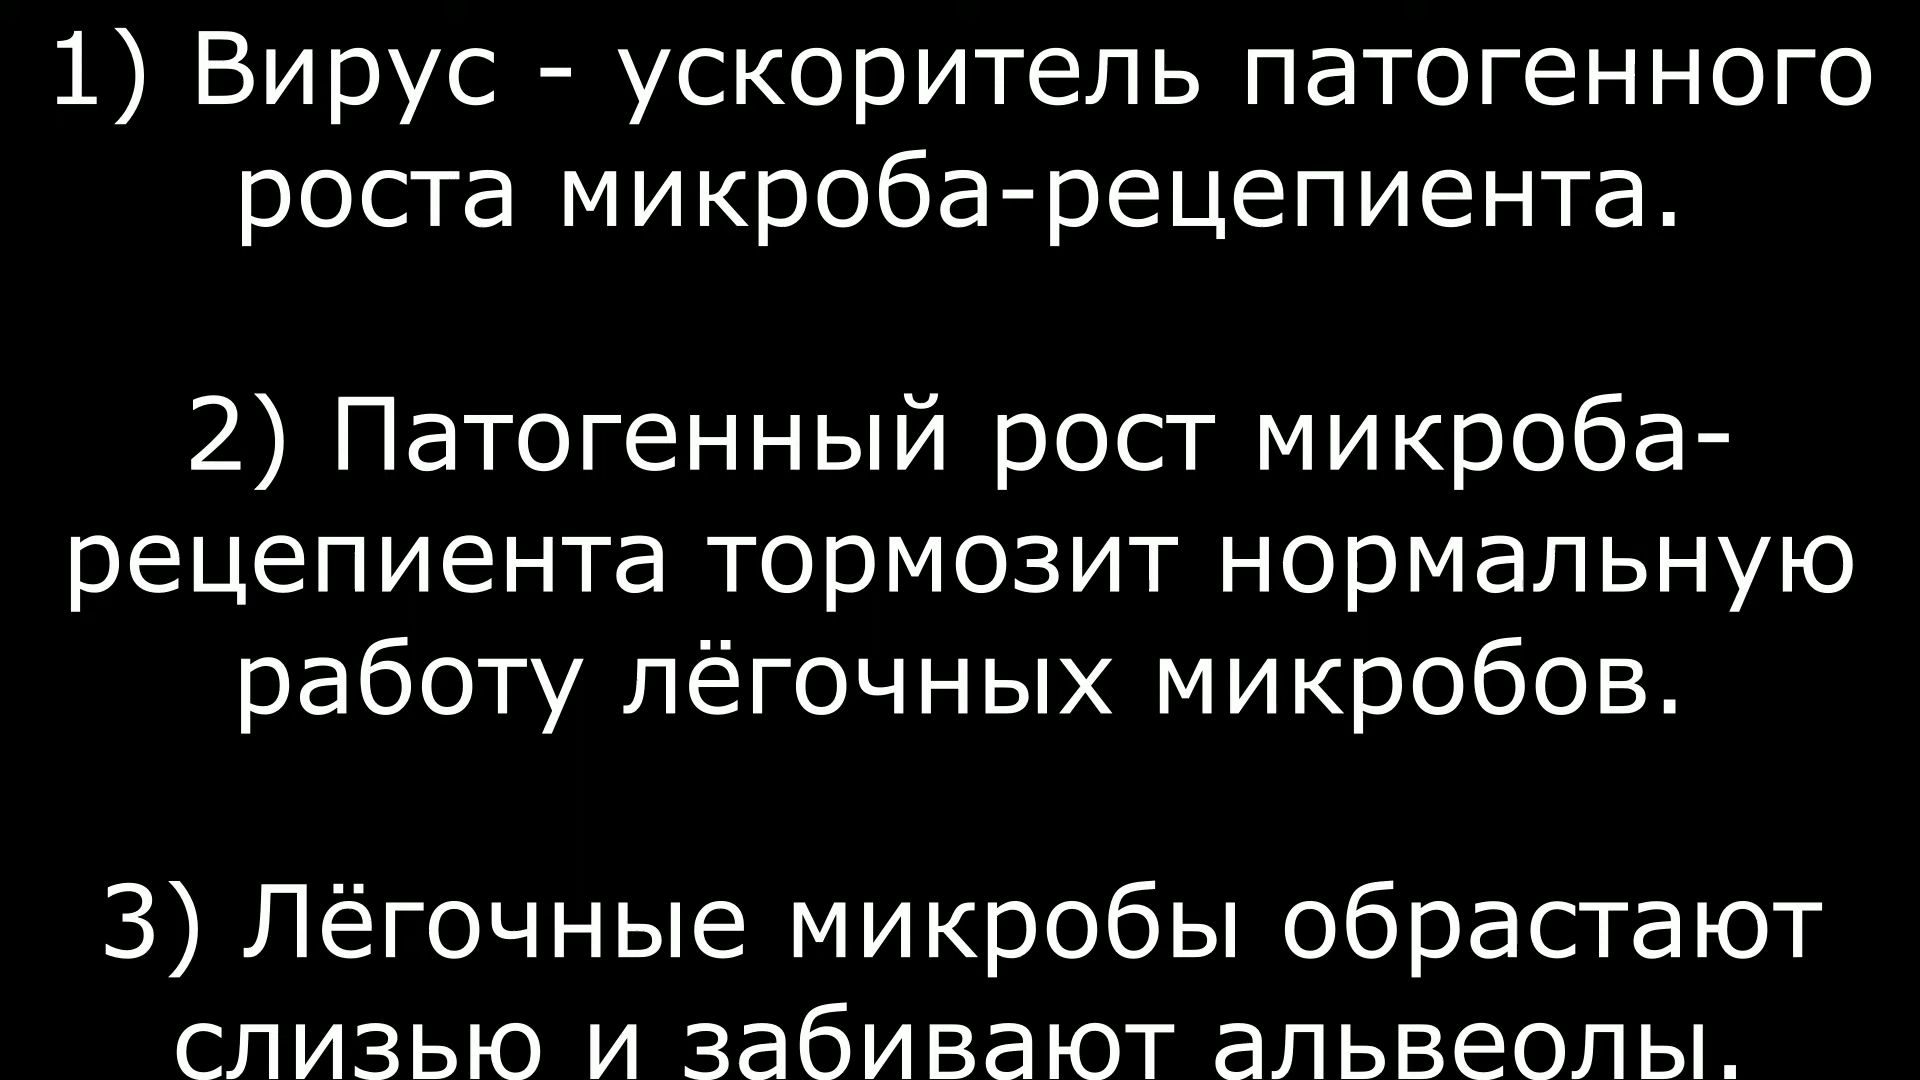 1) Вирус - ускоритель патогенного
роста микроба-рецепиента.
2) Патогенный рост микроба-
рецепиента тормозит нормальную
работу лёгочных микробов.
3) Лёгочные микробы обрастают
слизью и забивают альвеолы.